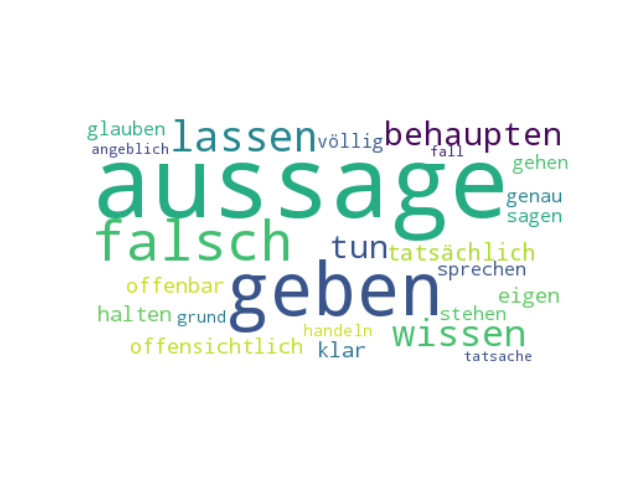 glauben lassen völlig behaupten
angeblich fall gehen
aussage genau
sagen
falsch tun tatsächlich
sprechen
offenbar geben eigen
halten grund stehen
handeln wissen
offensichtlich klar tatsache